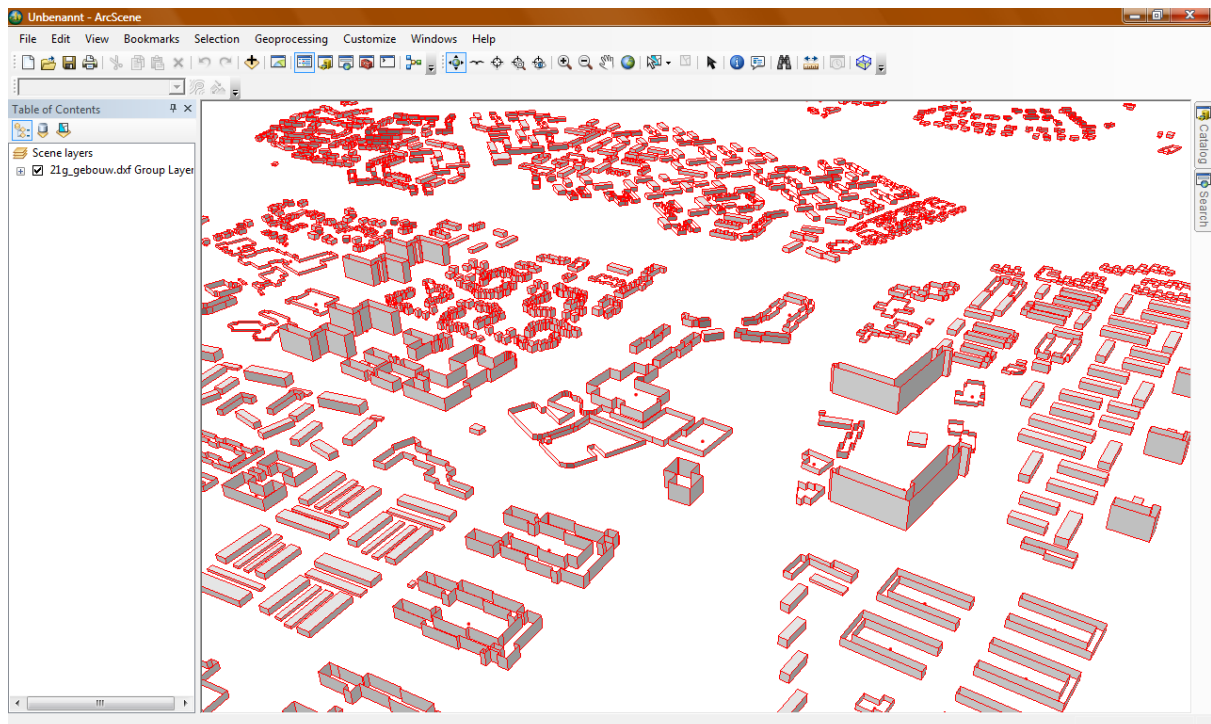 Unbenannt - ArcScene
File Edit View Bookmarks Selection Geoprocessing Customize Windows Help
Table of Contents
Scene layers
21g_gebouw.dxf Group Layer
Catalog
Search